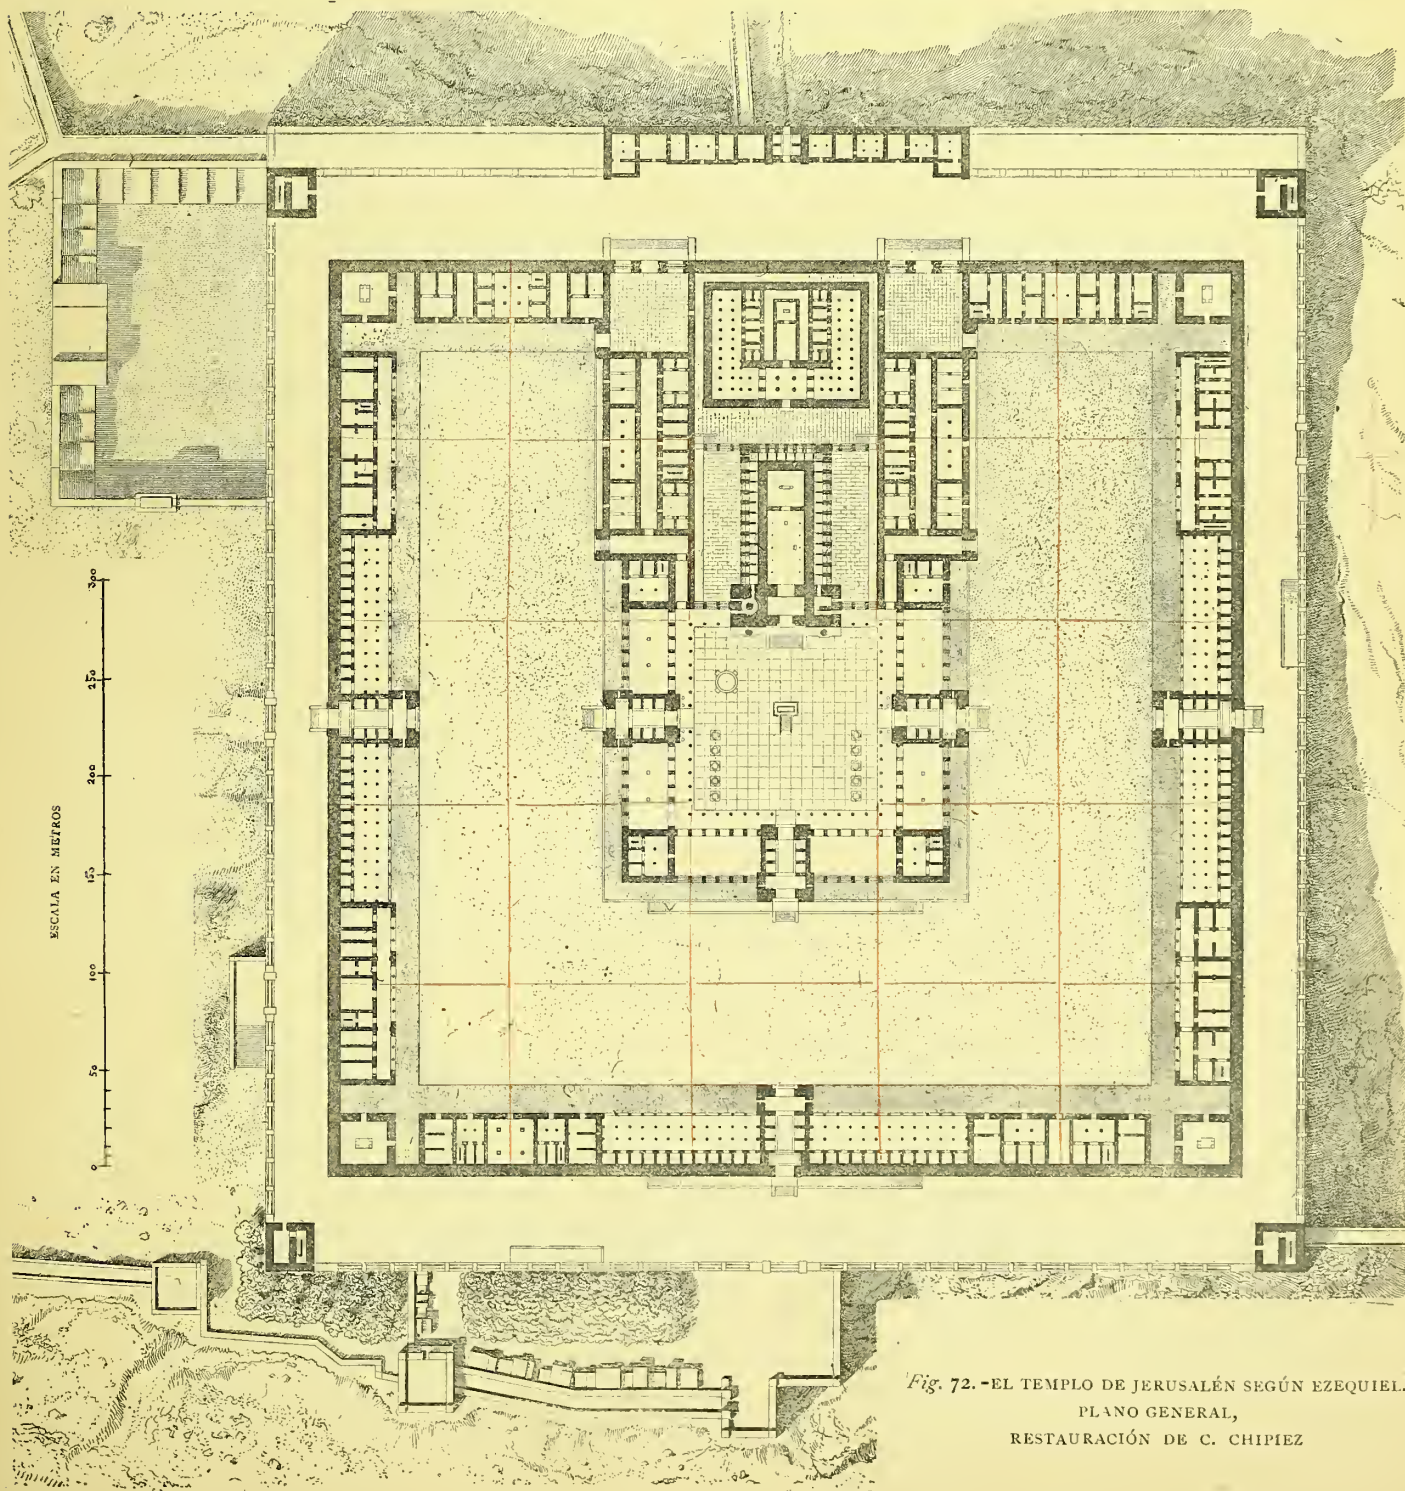 300
250
200
150
100
50
0
ESCALA EN METROS
Fig. 72. -EL TEMPLO DE JERUSALÉN SEGÚN EZEQUIEL.
PLANO GENERAL,
RESTAURACIÓN DE C. CHIPIEZ